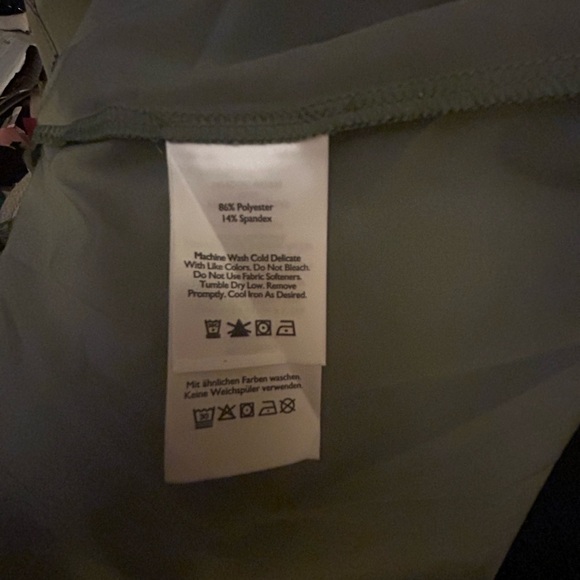 86% Polyester
14% Spandex
Machine Wash Cold Delicate
With Like Colors. Do Not Bleach.
Do Not Use Fabric Softeners.
Tumble Dry Low. Remove
Promptly. Cool Iron As Desired.
Mit ähnlichen Farben waschen.
Keine Weichspüler verwenden.
30